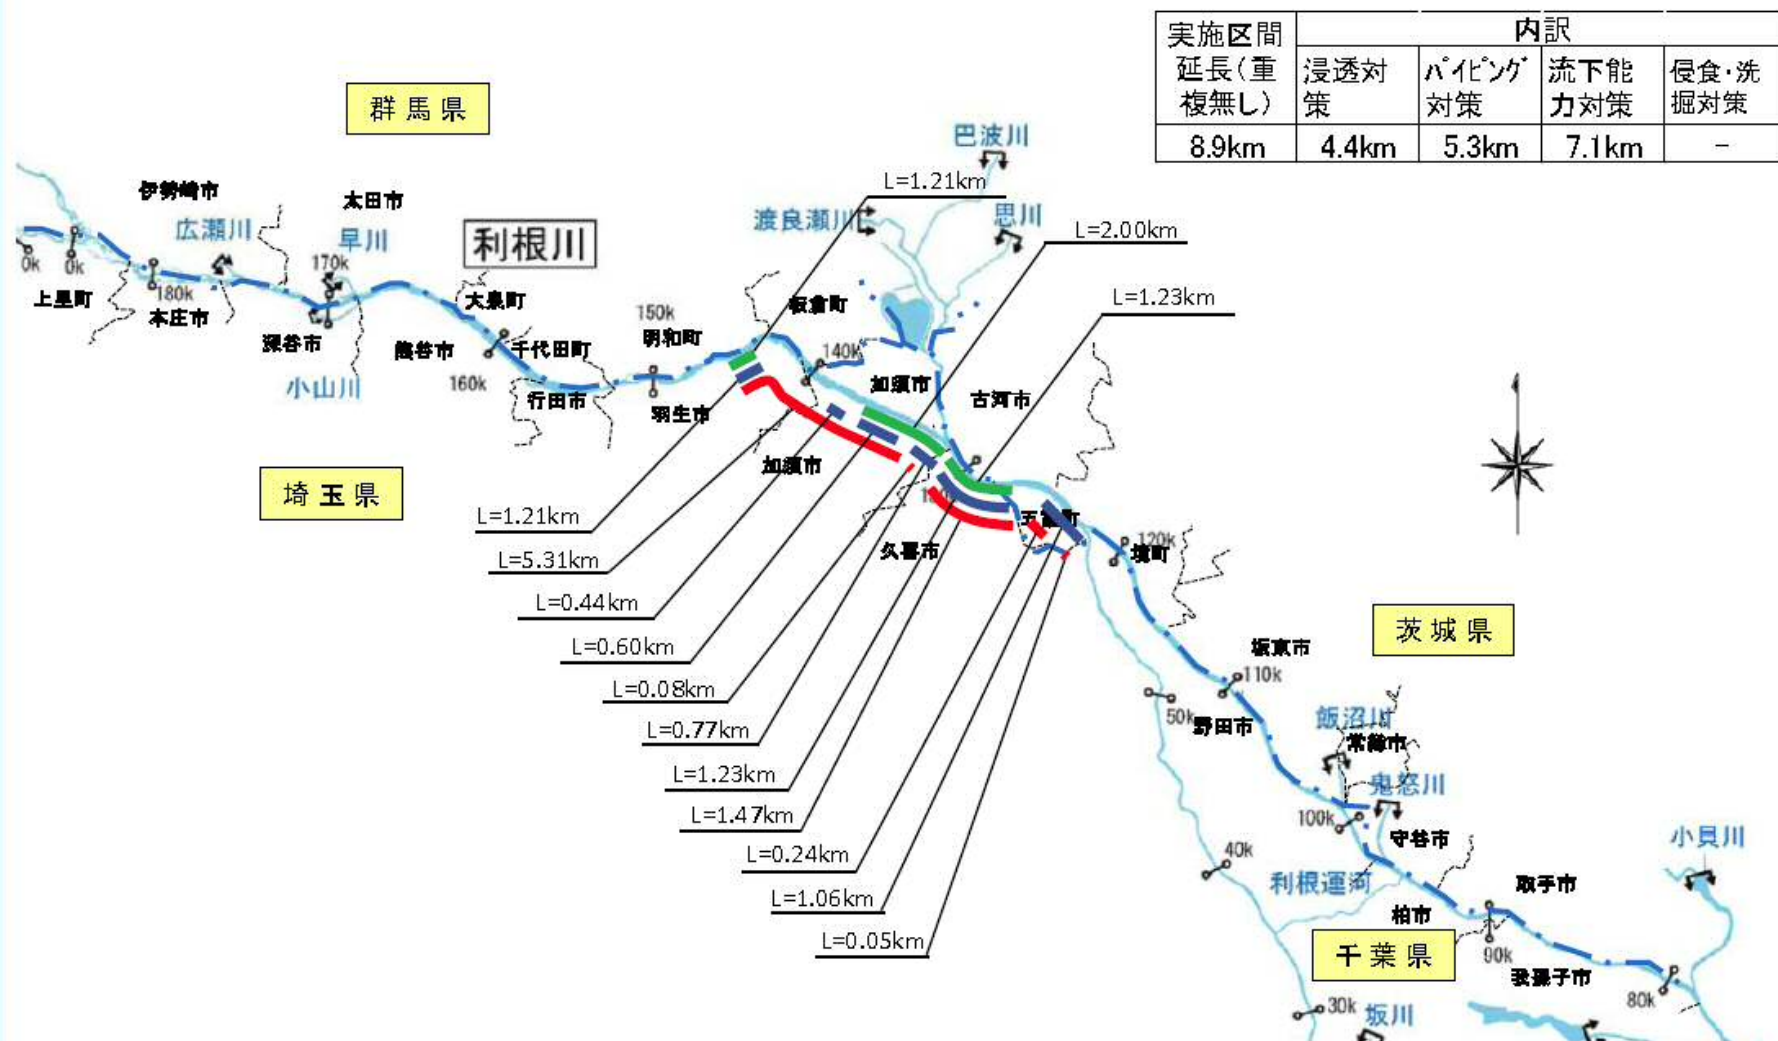 実施区間
延長(重
複無し)
内訳
浸透対
策
パイピング
対策
流下能
力対策
侵食・洗
掘対策
8.9km
4.4km
5.3km
7.1km
-
群馬県
巴波川
L=1.21km
伊勢崎市
太田市
渡良瀬川
思川
広瀬川
早川
利根川
L=2.00km
0k
0k
170k
上里町
180k
本庄市
大泉町
板倉町
L=1.23km
150k
明和町
深谷市
熊谷市
千代田町
140k
小山川
160k
行田市
羽生市
加須市
古河市
加須市
埼玉県
L=1.21km
五霞町
久喜市
120k
境町
L=5.31km
L=0.44km
L=0.60km
L=0.08km
L=0.77km
L=1.23km
L=1.47km
L=0.24km
L=1.06km
L=0.05km
茨城県
坂東市
110k
50k
野田市
飯沼川
常総市
鬼怒川
100k
守谷市
小貝川
40k
利根運河
取手市
柏市
千葉県
90k
我孫子市
80k
30k
坂川